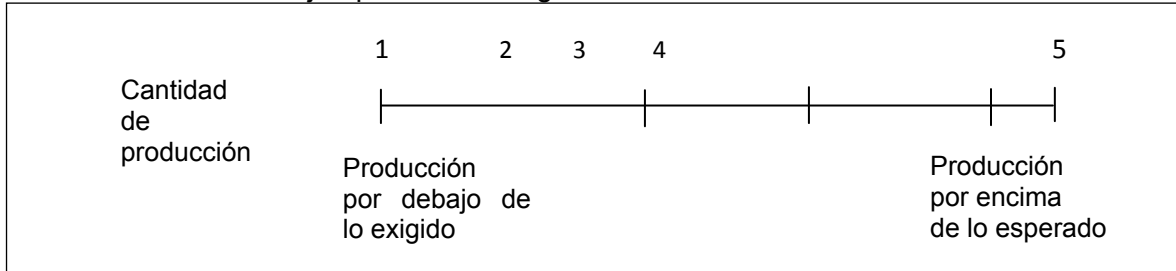 1 2 3 4 5
Cantidad
de
producción
Producción
por debajo de
lo exigido
Producción
por encima
de lo esperado